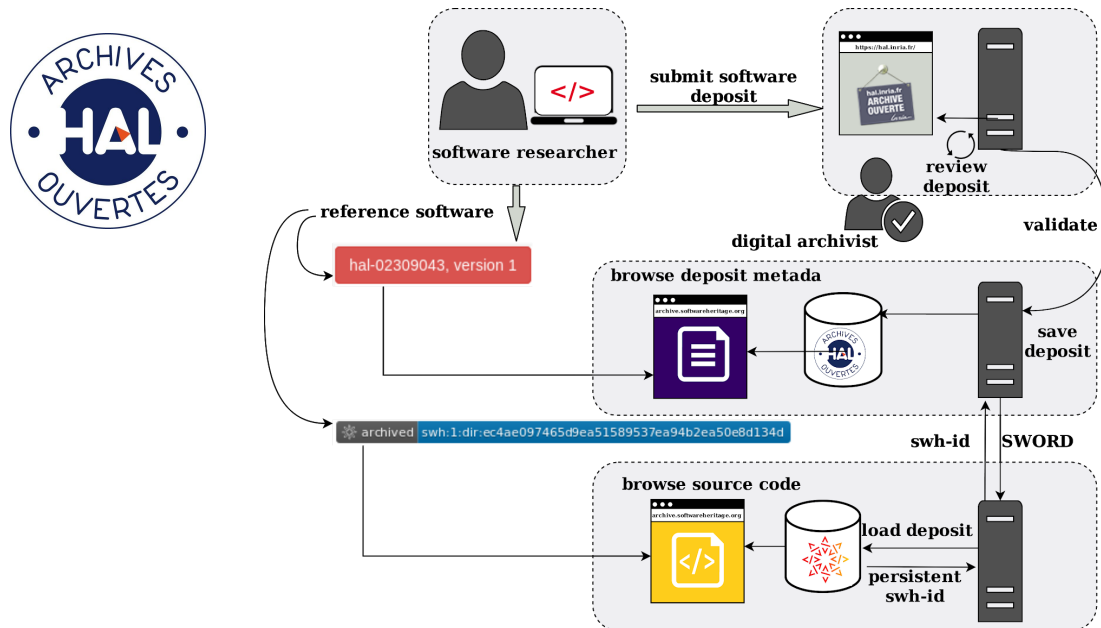 ARCHIVES
HAL
OUVERTES
software researcher
submit software
deposit
https://hal.inria.fr/
hal.inria.fr
ARCHIVE
OUVERTE
Inria
review
deposit
digital archivist
validate
reference software
hal-02309043, version 1
browse deposit metada
archive.softwareheritage.org
ARCHIVES
HAL
OUVERTES
save
deposit
archived swh:1:dir:ec4ae097465d9ea51589537ea94b2ea50e8d134d
swh-id
SWORD
browse source code
archive.softwareheritage.org
</>
</>
load deposit
persistent
swh-id